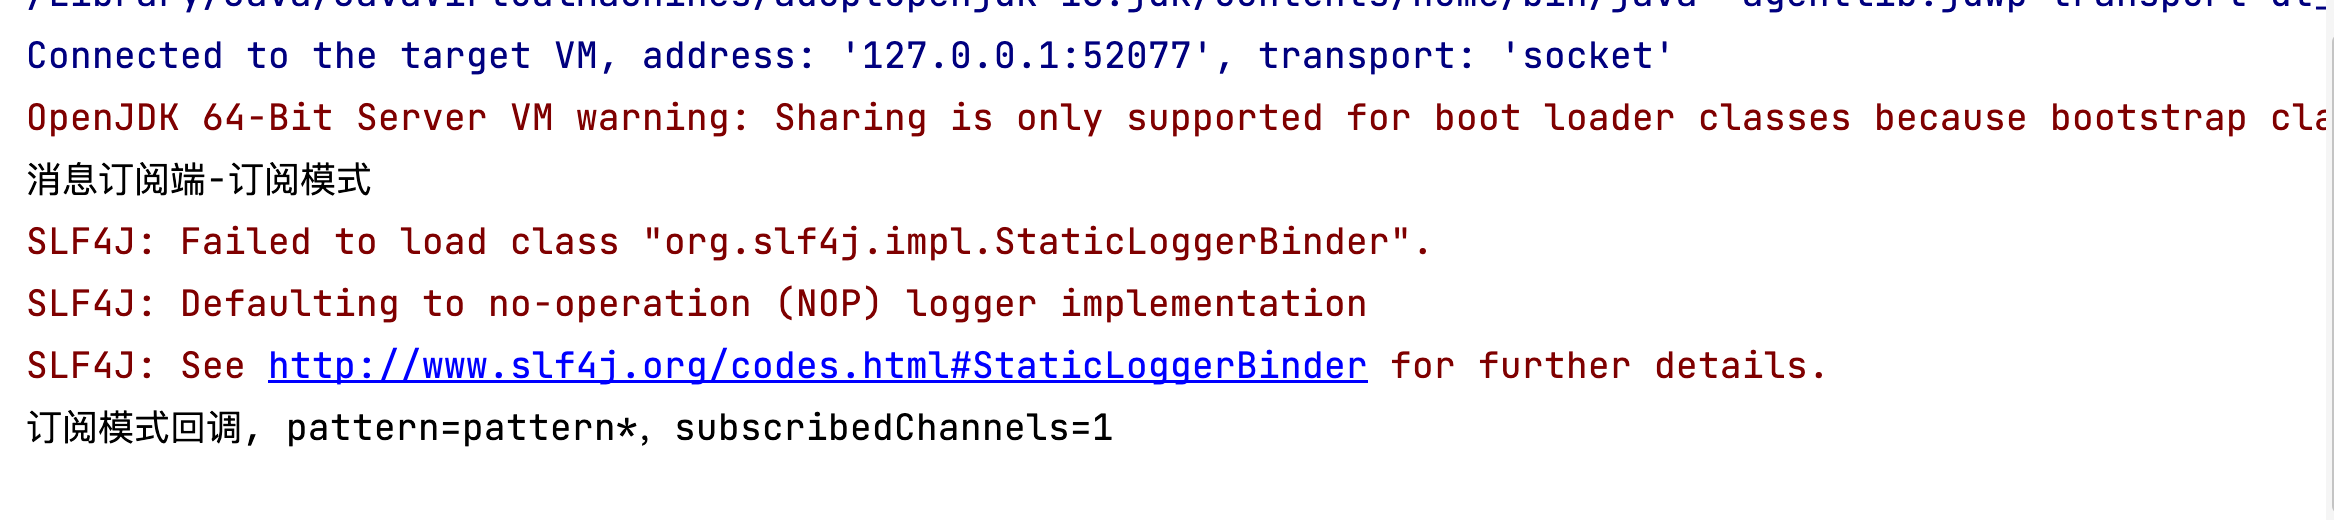 Connected to the target VM, address: '127.0.0.1:52077', transport: 'socket'
OpenJDK 64-Bit Server VM warning: Sharing is only supported for boot loader classes because bootstrap
消息订阅端-订阅模式
SLF4J: Failed to load class "org.slf4j.impl.StaticLoggerBinder".
SLF4J: Defaulting to no-operation (NOP) logger implementation
SLF4J: See http://www.slf4j.org/codes.html#StaticLoggerBinder for further details.
订阅模式回调, pattern=pattern*, subscribedChannels=1